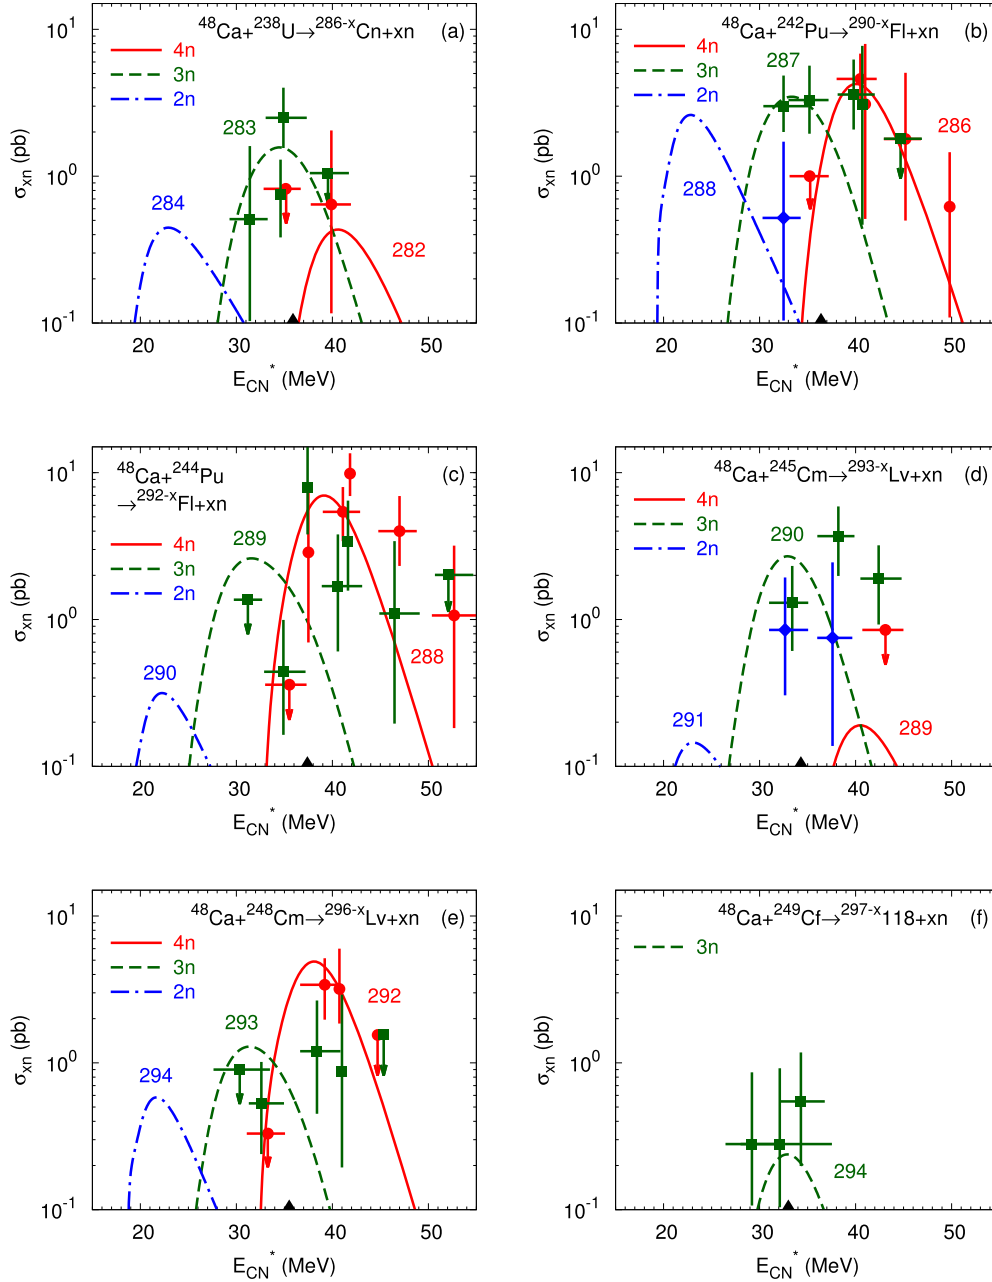 ⁴⁸Ca+²³⁸U→²⁸⁶⁻ˣCn+xn (a)
4n
3n
2n
283
284
282
10¹
10⁰
10⁻¹
σₓₙ (pb)
20 30 40 50
E_CN* (MeV)
⁴⁸Ca+²⁴²Pu→²⁹⁰⁻ˣFl+xn (b)
4n
3n
2n
287
286
288
10¹
10⁰
10⁻¹
σₓₙ (pb)
20 30 40 50
E_CN* (MeV)
⁴⁸Ca+²⁴⁴Pu (c)
→²⁹²⁻ˣFl+xn
4n
3n
2n
289
288
290
10¹
10⁰
10⁻¹
σₓₙ (pb)
20 30 40 50
E_CN* (MeV)
⁴⁸Ca+²⁴⁵Cm→²⁹³⁻ˣLv+xn (d)
4n
3n
2n
290
291
289
10¹
10⁰
10⁻¹
σₓₙ (pb)
20 30 40 50
E_CN* (MeV)
⁴⁸Ca+²⁴⁸Cm→²⁹⁶⁻ˣLv+xn (e)
4n
3n
2n
292
293
294
10¹
10⁰
10⁻¹
σₓₙ (pb)
20 30 40 50
E_CN* (MeV)
⁴⁸Ca+²⁴⁹Cf→²⁹⁷⁻ˣ118+xn (f)
3n
294
10¹
10⁰
10⁻¹
σₓₙ (pb)
20 30 40 50
E_CN* (MeV)